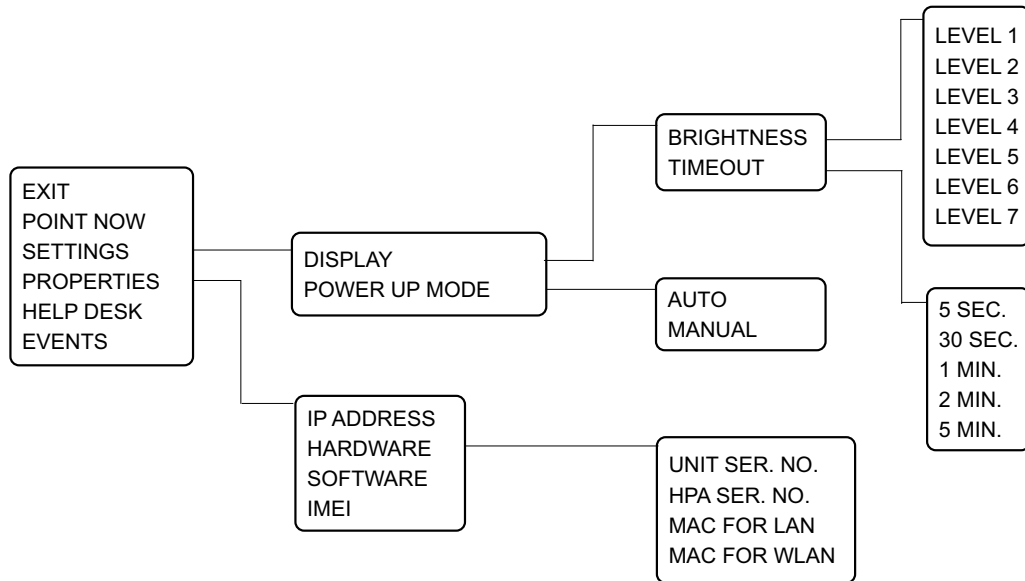 EXIT
POINT NOW
SETTINGS
PROPERTIES
HELP DESK
EVENTS
DISPLAY
POWER UP MODE
BRIGHTNESS
TIMEOUT
LEVEL 1
LEVEL 2
LEVEL 3
LEVEL 4
LEVEL 5
LEVEL 6
LEVEL 7
5 SEC.
30 SEC.
1 MIN.
2 MIN.
5 MIN.
AUTO
MANUAL
IP ADDRESS
HARDWARE
SOFTWARE
IMEI
UNIT SER. NO.
HPA SER. NO.
MAC FOR LAN
MAC FOR WLAN